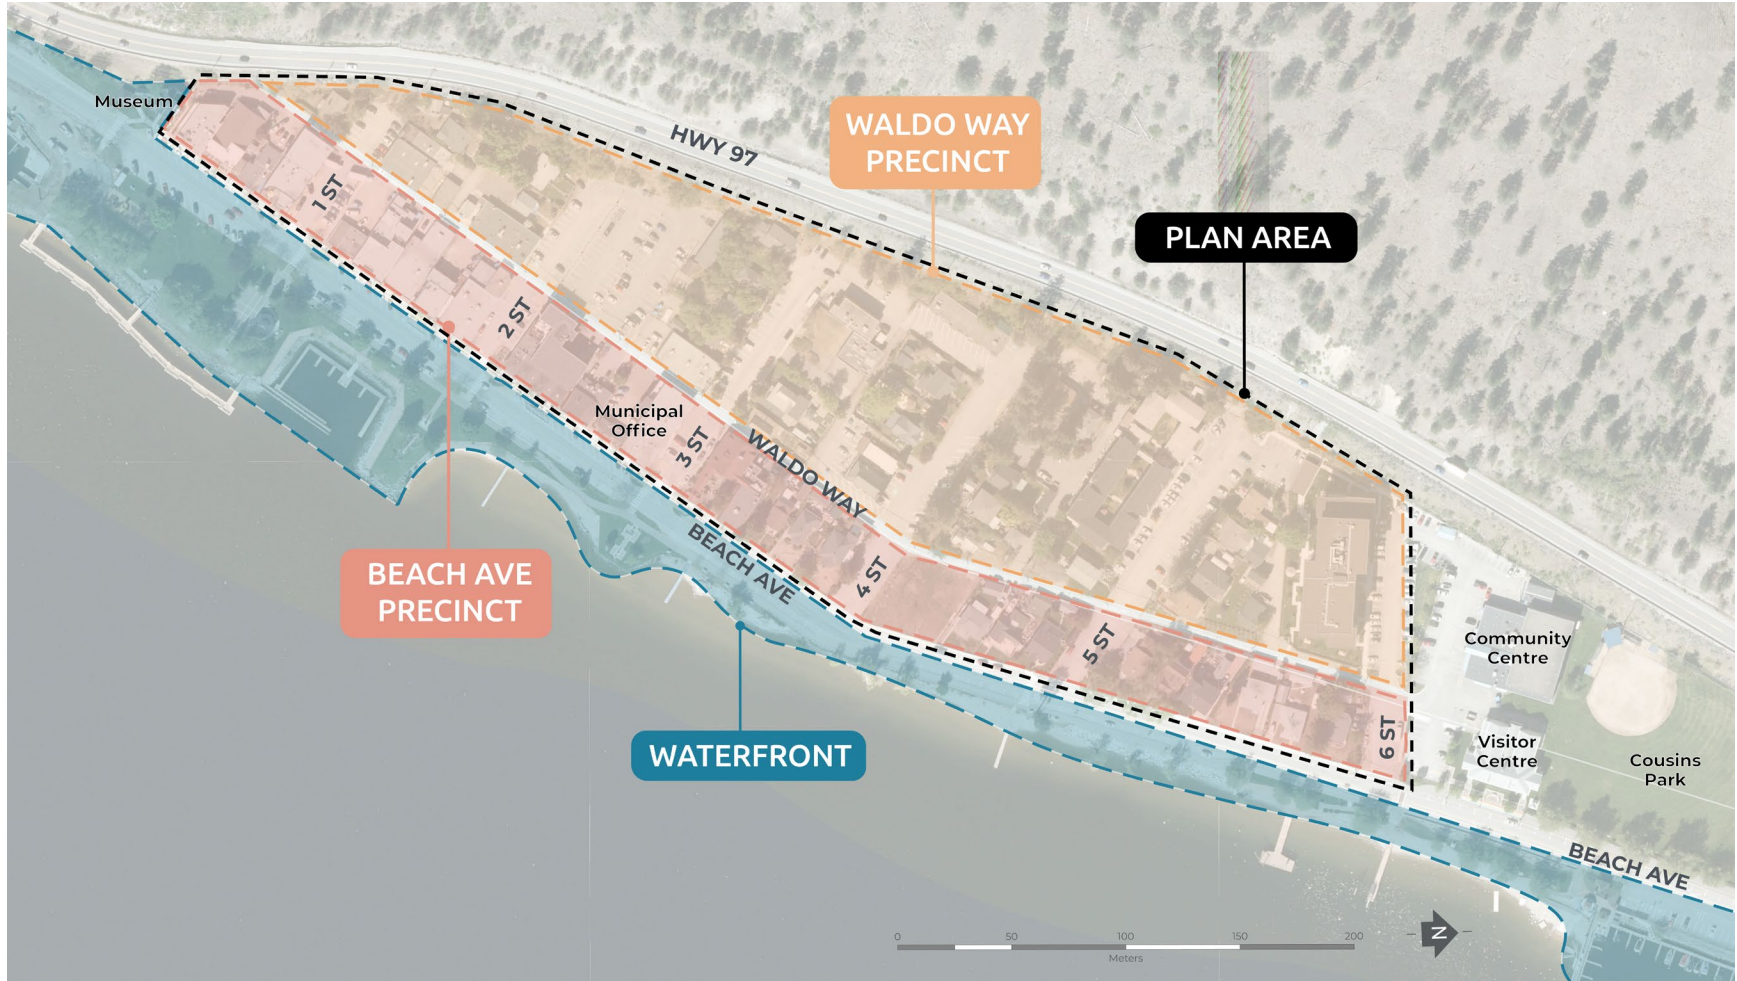 Museum
HWY 97
WALDO WAY
PRECINCT
PLAN AREA
1 ST
2 ST
Municipal
Office
3 ST
WALDO WAY
BEACH AVE
4 ST
BEACH AVE
PRECINCT
5 ST
Community
Centre
6 ST
Visitor
Centre
Cousins
Park
WATERFRONT
BEACH AVE
0 50 100 150 200
Meters
N